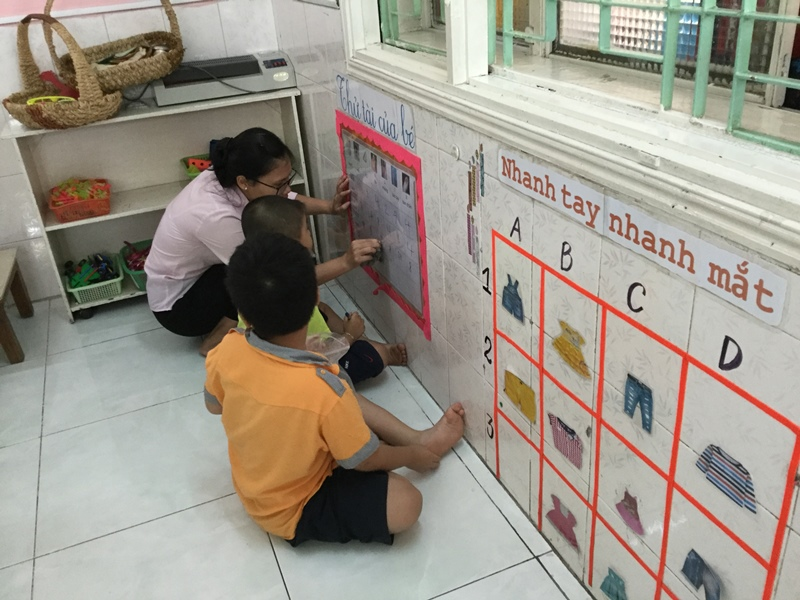 Thử tài của bé
Nhanh tay nhanh mắt
A B C D
1
2
3